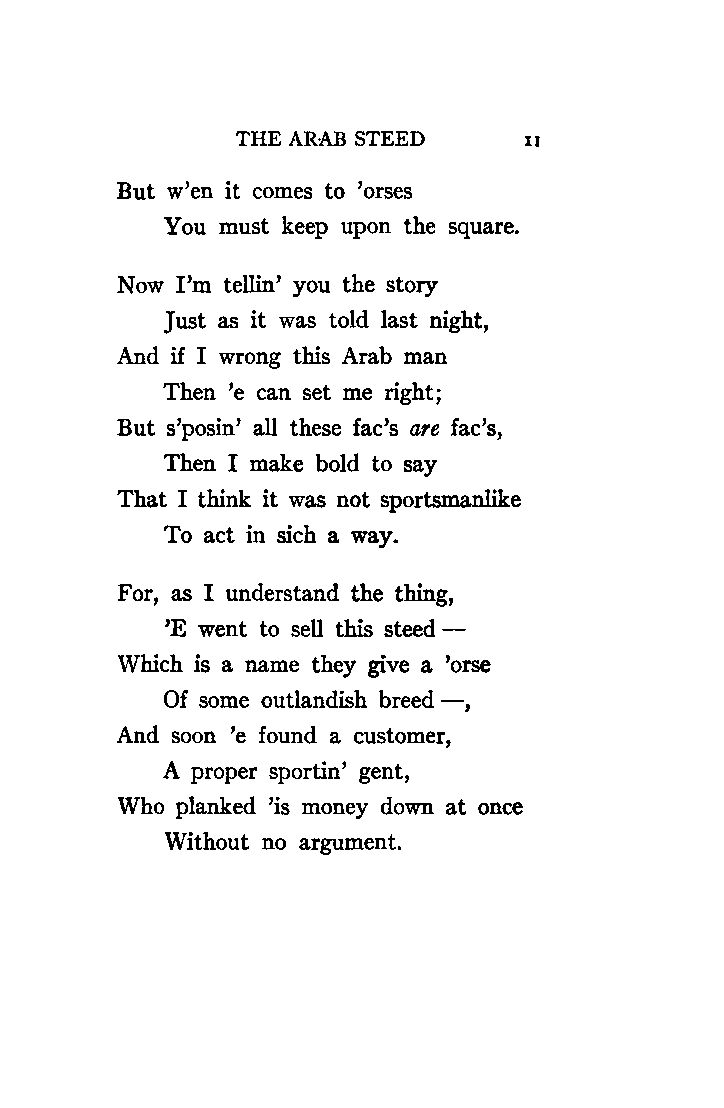 THE ARAB STEED 11
But w'en it comes to 'orses
You must keep upon the square.
Now I'm tellin' you the story
Just as it was told last night,
And if I wrong this Arab man
Then 'e can set me right;
But s'posin' all these fac's are fac's,
Then I make bold to say
That I think it was not sportsmanlike
To act in sich a way.
For, as I understand the thing,
'E went to sell this steed —
Which is a name they give a 'orse
Of some outlandish breed —,
And soon 'e found a customer,
A proper sportin' gent,
Who planked 'is money down at once
Without no argument.